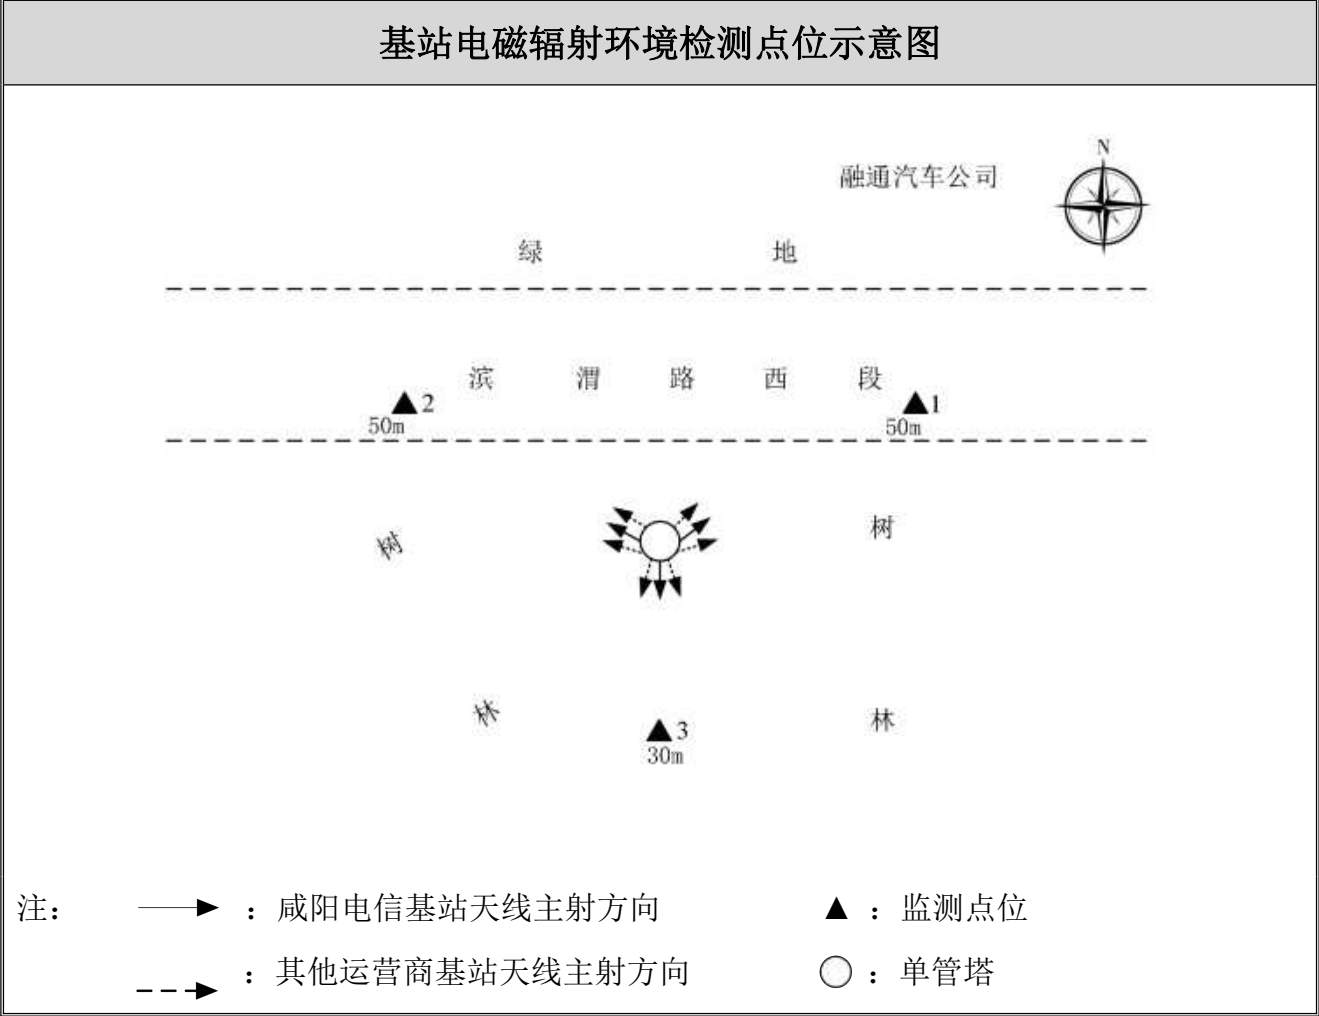 基站电磁辐射环境检测点位示意图
N
融通汽车公司
绿 地
滨 渭 路 西 段
2 1
50m 50m
树 树
林 林
3
30m
注： ：咸阳电信基站天线主射方向 ：监测点位
：其他运营商基站天线主射方向 ：单管塔